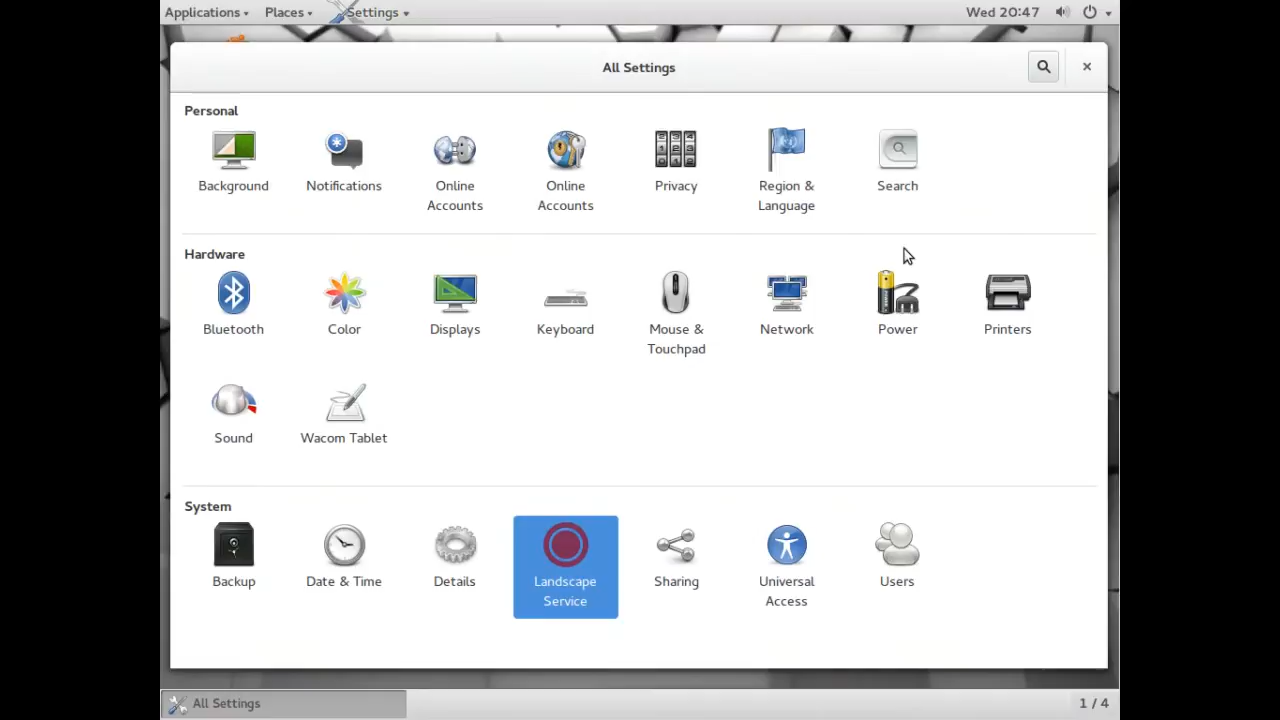 Applications Places Settings Wed 20:47
All Settings
Personal
Background Notifications Online Accounts Online Accounts Privacy Region & Language Search
Hardware
Bluetooth Color Displays Keyboard Mouse & Touchpad Network Power Printers
Sound Wacom Tablet
System
Backup Date & Time Details Landscape Service Sharing Universal Access Users
All Settings 1 / 4